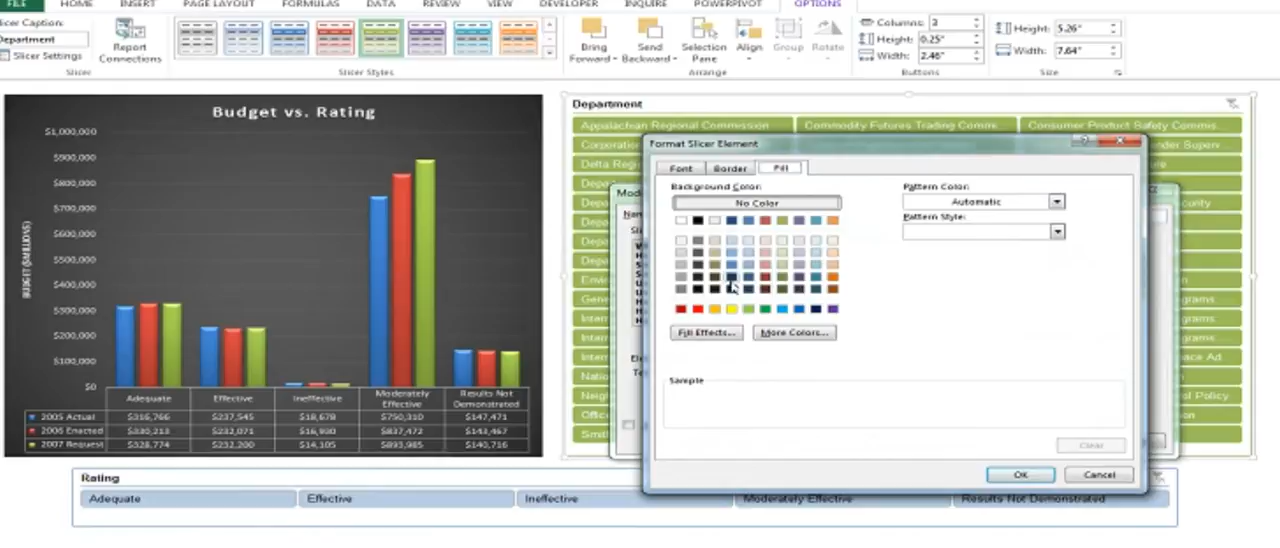 FILE HOME INSERT PAGE LAYOUT FORMULAS DATA REVIEW VIEW DEVELOPER INQUIRE POWERPIVOT OPTIONS
Slicer Caption:
Department
Slicer Settings
Report Connections
Slicer
Slicer Styles
Bring Forward
Send Backward
Selection Pane
Align
Group
Rotate
Arrange
Columns: 3
Height: 0.25"
Width: 2.46"
Buttons
Height: 5.26"
Width: 7.64"
Size
Budget vs. Rating
$1,000,000
$900,000
$800,000
$700,000
$600,000
$500,000
$400,000
$300,000
$200,000
$100,000
$0
BUDGET ($MILLIONS)
Adequate Effective Ineffective Moderately Effective Results Not Demonstrated
2005 Actual $316,766 $237,545 $18,678 $750,310 $147,471
2006 Enacted $330,213 $232,071 $16,930 $837,472 $143,467
2007 Request $328,774 $232,200 $14,105 $893,985 $140,716
Department
Appalachian Regional Commission Commodity Futures Trading Comms Consumer Product Safety Commis...
Format Slicer Element
Font Border Fill
Background Color:
No Color
Pattern Color:
Automatic
Pattern Style:
Fill Effects... More Colors...
Sample
Clear
OK Cancel
Rating
Adequate Effective Ineffective Moderately Effective Results Not Demonstrated